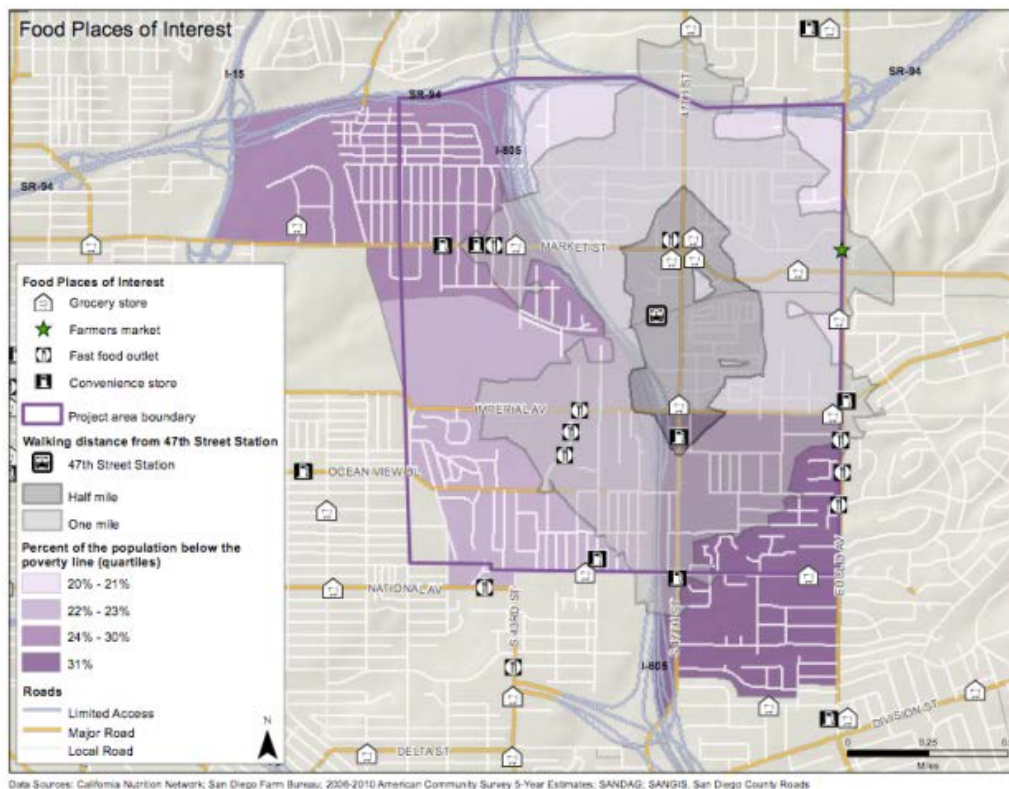 Food Places of Interest
I-15
SR-94
SR-94
SR-94
47TH ST
I-805
MARKET ST
Food Places of Interest
Grocery store
Farmers market
Fast food outlet
Convenience store
Project area boundary
Walking distance from 47th Street Station
47th Street Station
Half mile
One mile
Percent of the population below the
poverty line (quartiles)
20% - 21%
22% - 23%
24% - 30%
31%
Roads
Limited Access
Major Road
Local Road
N
IMPERIAL AV
OCEAN VIEW BL
NATIONAL AV
S 43RD ST
S 47TH ST
EUCLID AV
I-805
DIVISION ST
DELTA ST
0 0.25
Miles
Data Sources: California Nutrition Network; San Diego Farm Bureau; 2006-2010 American Community Survey 5-Year Estimates; SANDAG; SANGIS, San Diego County Roads